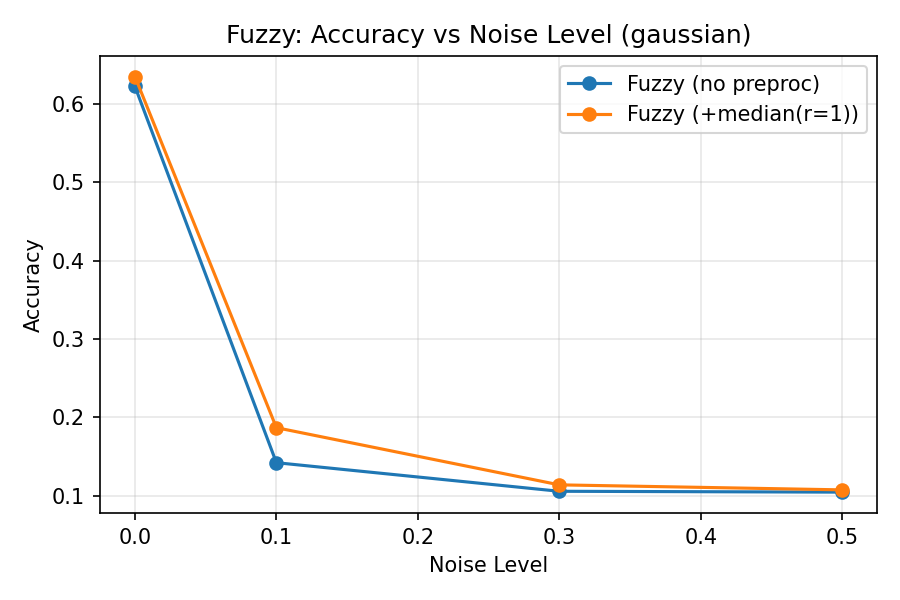 Fuzzy: Accuracy vs Noise Level (gaussian)
Fuzzy (no preproc)
Fuzzy (+median(r=1))
Accuracy
0.6
0.5
0.4
0.3
0.2
0.1
0.0 0.1 0.2 0.3 0.4 0.5
Noise Level